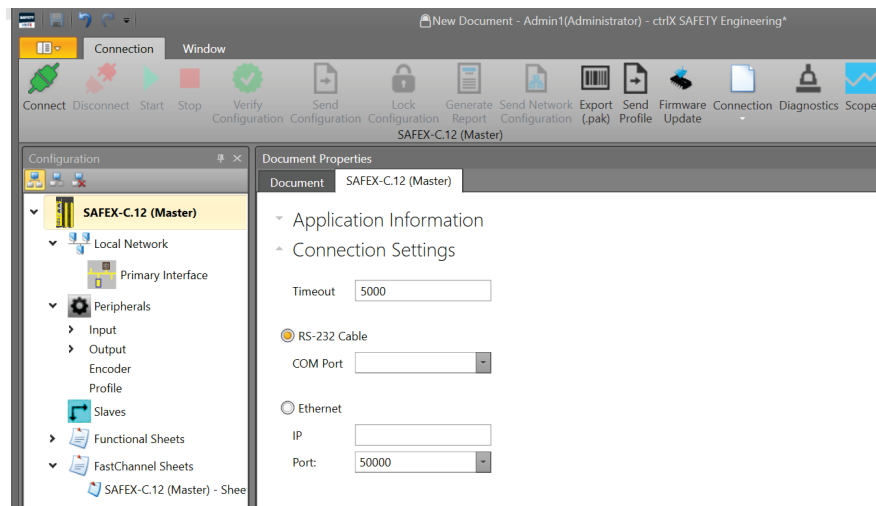 New Document - Admin1(Administrator) - ctrlX SAFETY Engineering*
Connection Window
Connect Disconnect Start Stop Verify Configuration Send Configuration Lock Configuration Generate Report Send Network Configuration Export (.pak) Send Profile Firmware Update Connection Diagnostics Scope
SAFEX-C.12 (Master)
Configuration
SAFEX-C.12 (Master)
Local Network
Primary Interface
Peripherals
Input
Output
Encoder
Profile
Slaves
Functional Sheets
FastChannel Sheets
SAFEX-C.12 (Master) - Shee
Document Properties
Document SAFEX-C.12 (Master)
Application Information
Connection Settings
Timeout 5000
RS-232 Cable
COM Port
Ethernet
IP
Port: 50000